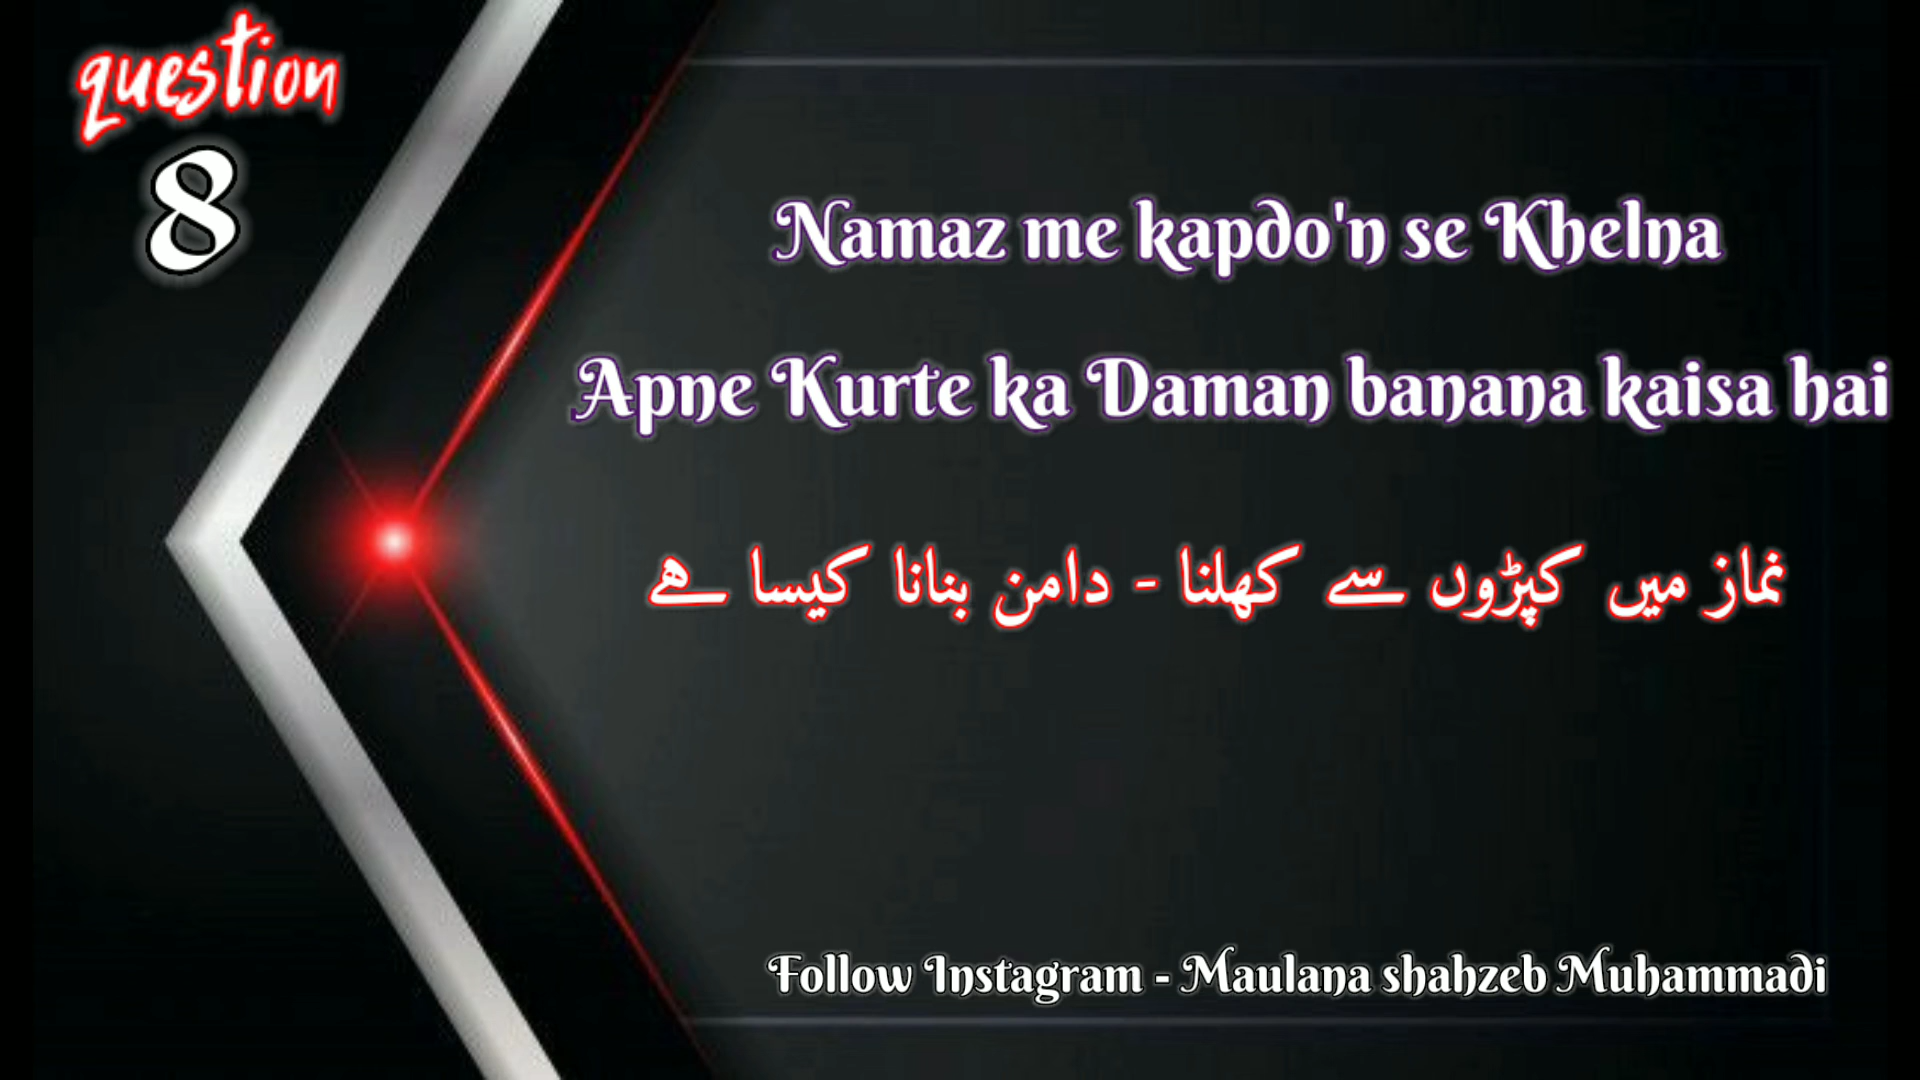 question
8
Namaz me kapdo'n se Khelna
Apne Kurte ka Daman banana kaisa hai
نماز میں کپڑوں سے کھلنا - دامن بنانا کیسا ہے
Follow Instagram - Maulana shahzeb Muhammadi